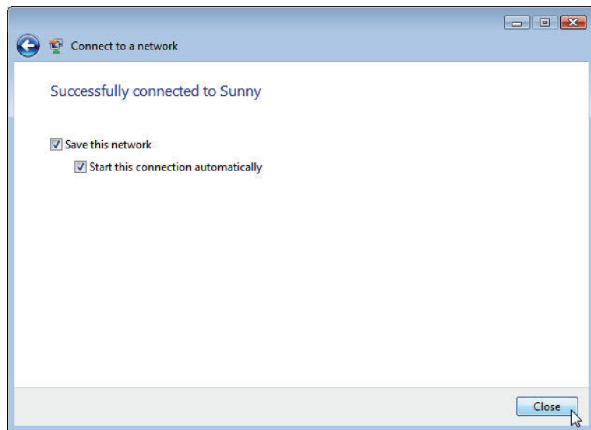 Connect to a network
Successfully connected to Sunny
Save this network
Start this connection automatically
Close